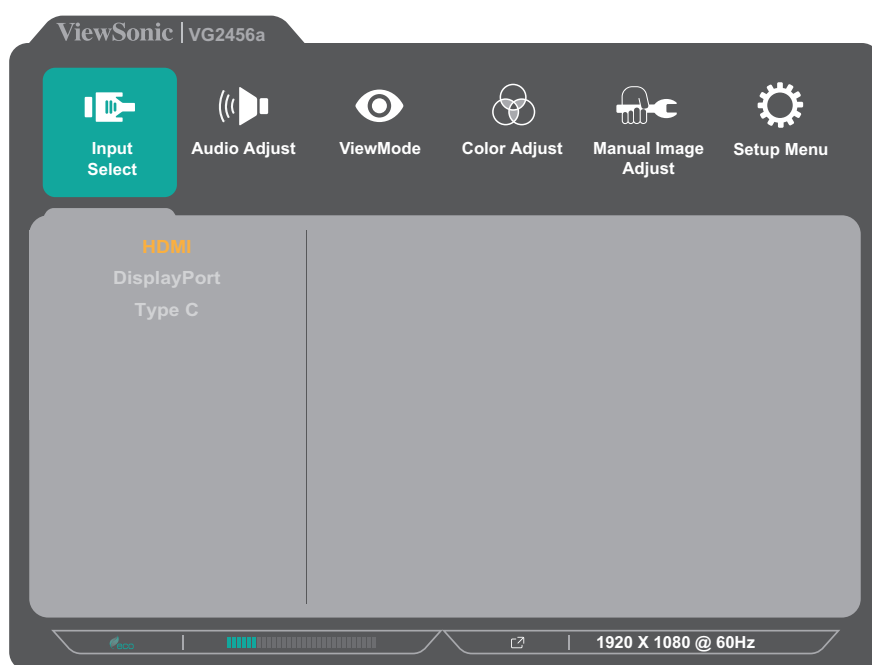 ViewSonic | VG2456a
Input
Select
Audio Adjust
ViewMode
Color Adjust
Manual Image
Adjust
Setup Menu
HDMI
DisplayPort
Type C
eco
1920 X 1080 @ 60Hz